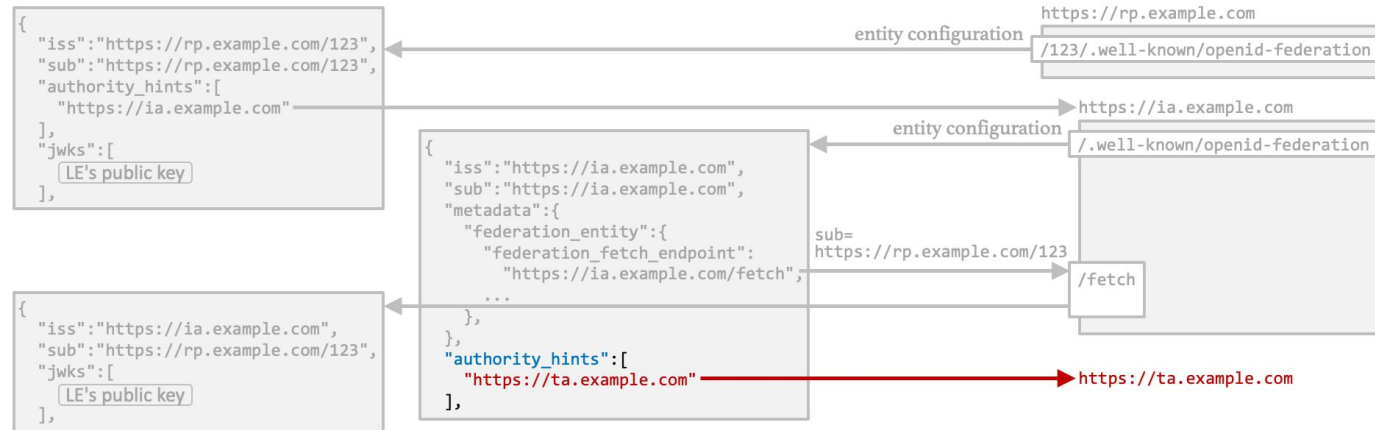 {
"iss":"https://rp.example.com/123",
"sub":"https://rp.example.com/123",
"authority_hints":[
"https://ia.example.com"
],
"jwks":[
LE's public key
],
entity configuration
https://rp.example.com
/123/.well-known/openid-federation
https://ia.example.com
entity configuration
/.well-known/openid-federation
{
"iss":"https://ia.example.com",
"sub":"https://ia.example.com",
"metadata":{
"federation_entity":{
"federation_fetch_endpoint":
"https://ia.example.com/fetch",
...
},
},
"authority_hints":[
"https://ta.example.com"
],
sub=
https://rp.example.com/123
/fetch
{
"iss":"https://ia.example.com",
"sub":"https://rp.example.com/123",
"jwks":[
LE's public key
],
https://ta.example.com